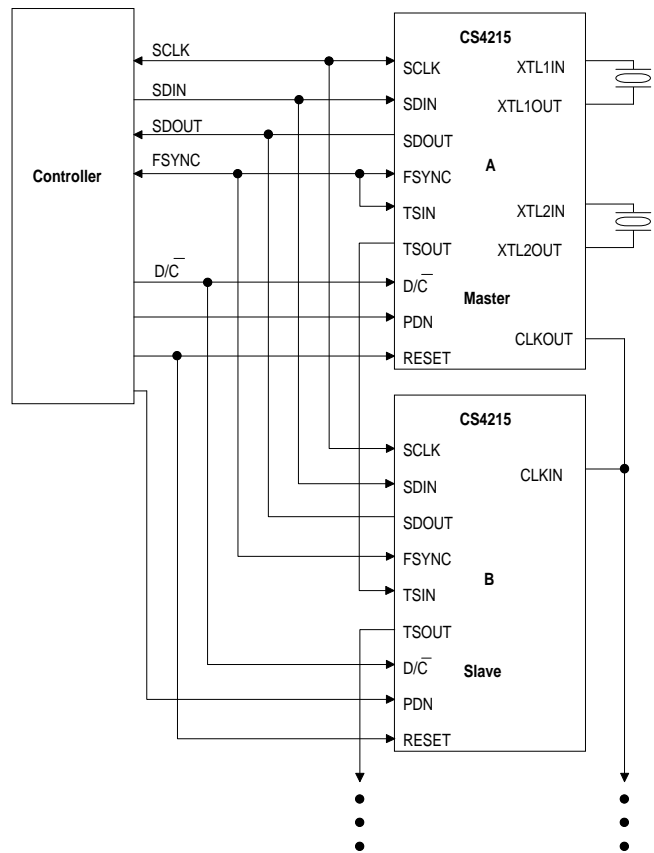 Controller
SCLK
SDIN
SDOUT
FSYNC
D/C̅
CS4215
SCLK
SDIN
SDOUT
FSYNC
TSIN
TSOUT
D/C̅
PDN
RESET
A
Master
XTL1IN
XTL1OUT
XTL2IN
XTL2OUT
CLKOUT
CS4215
SCLK
SDIN
SDOUT
FSYNC
TSIN
TSOUT
D/C̅
PDN
RESET
B
Slave
CLKIN